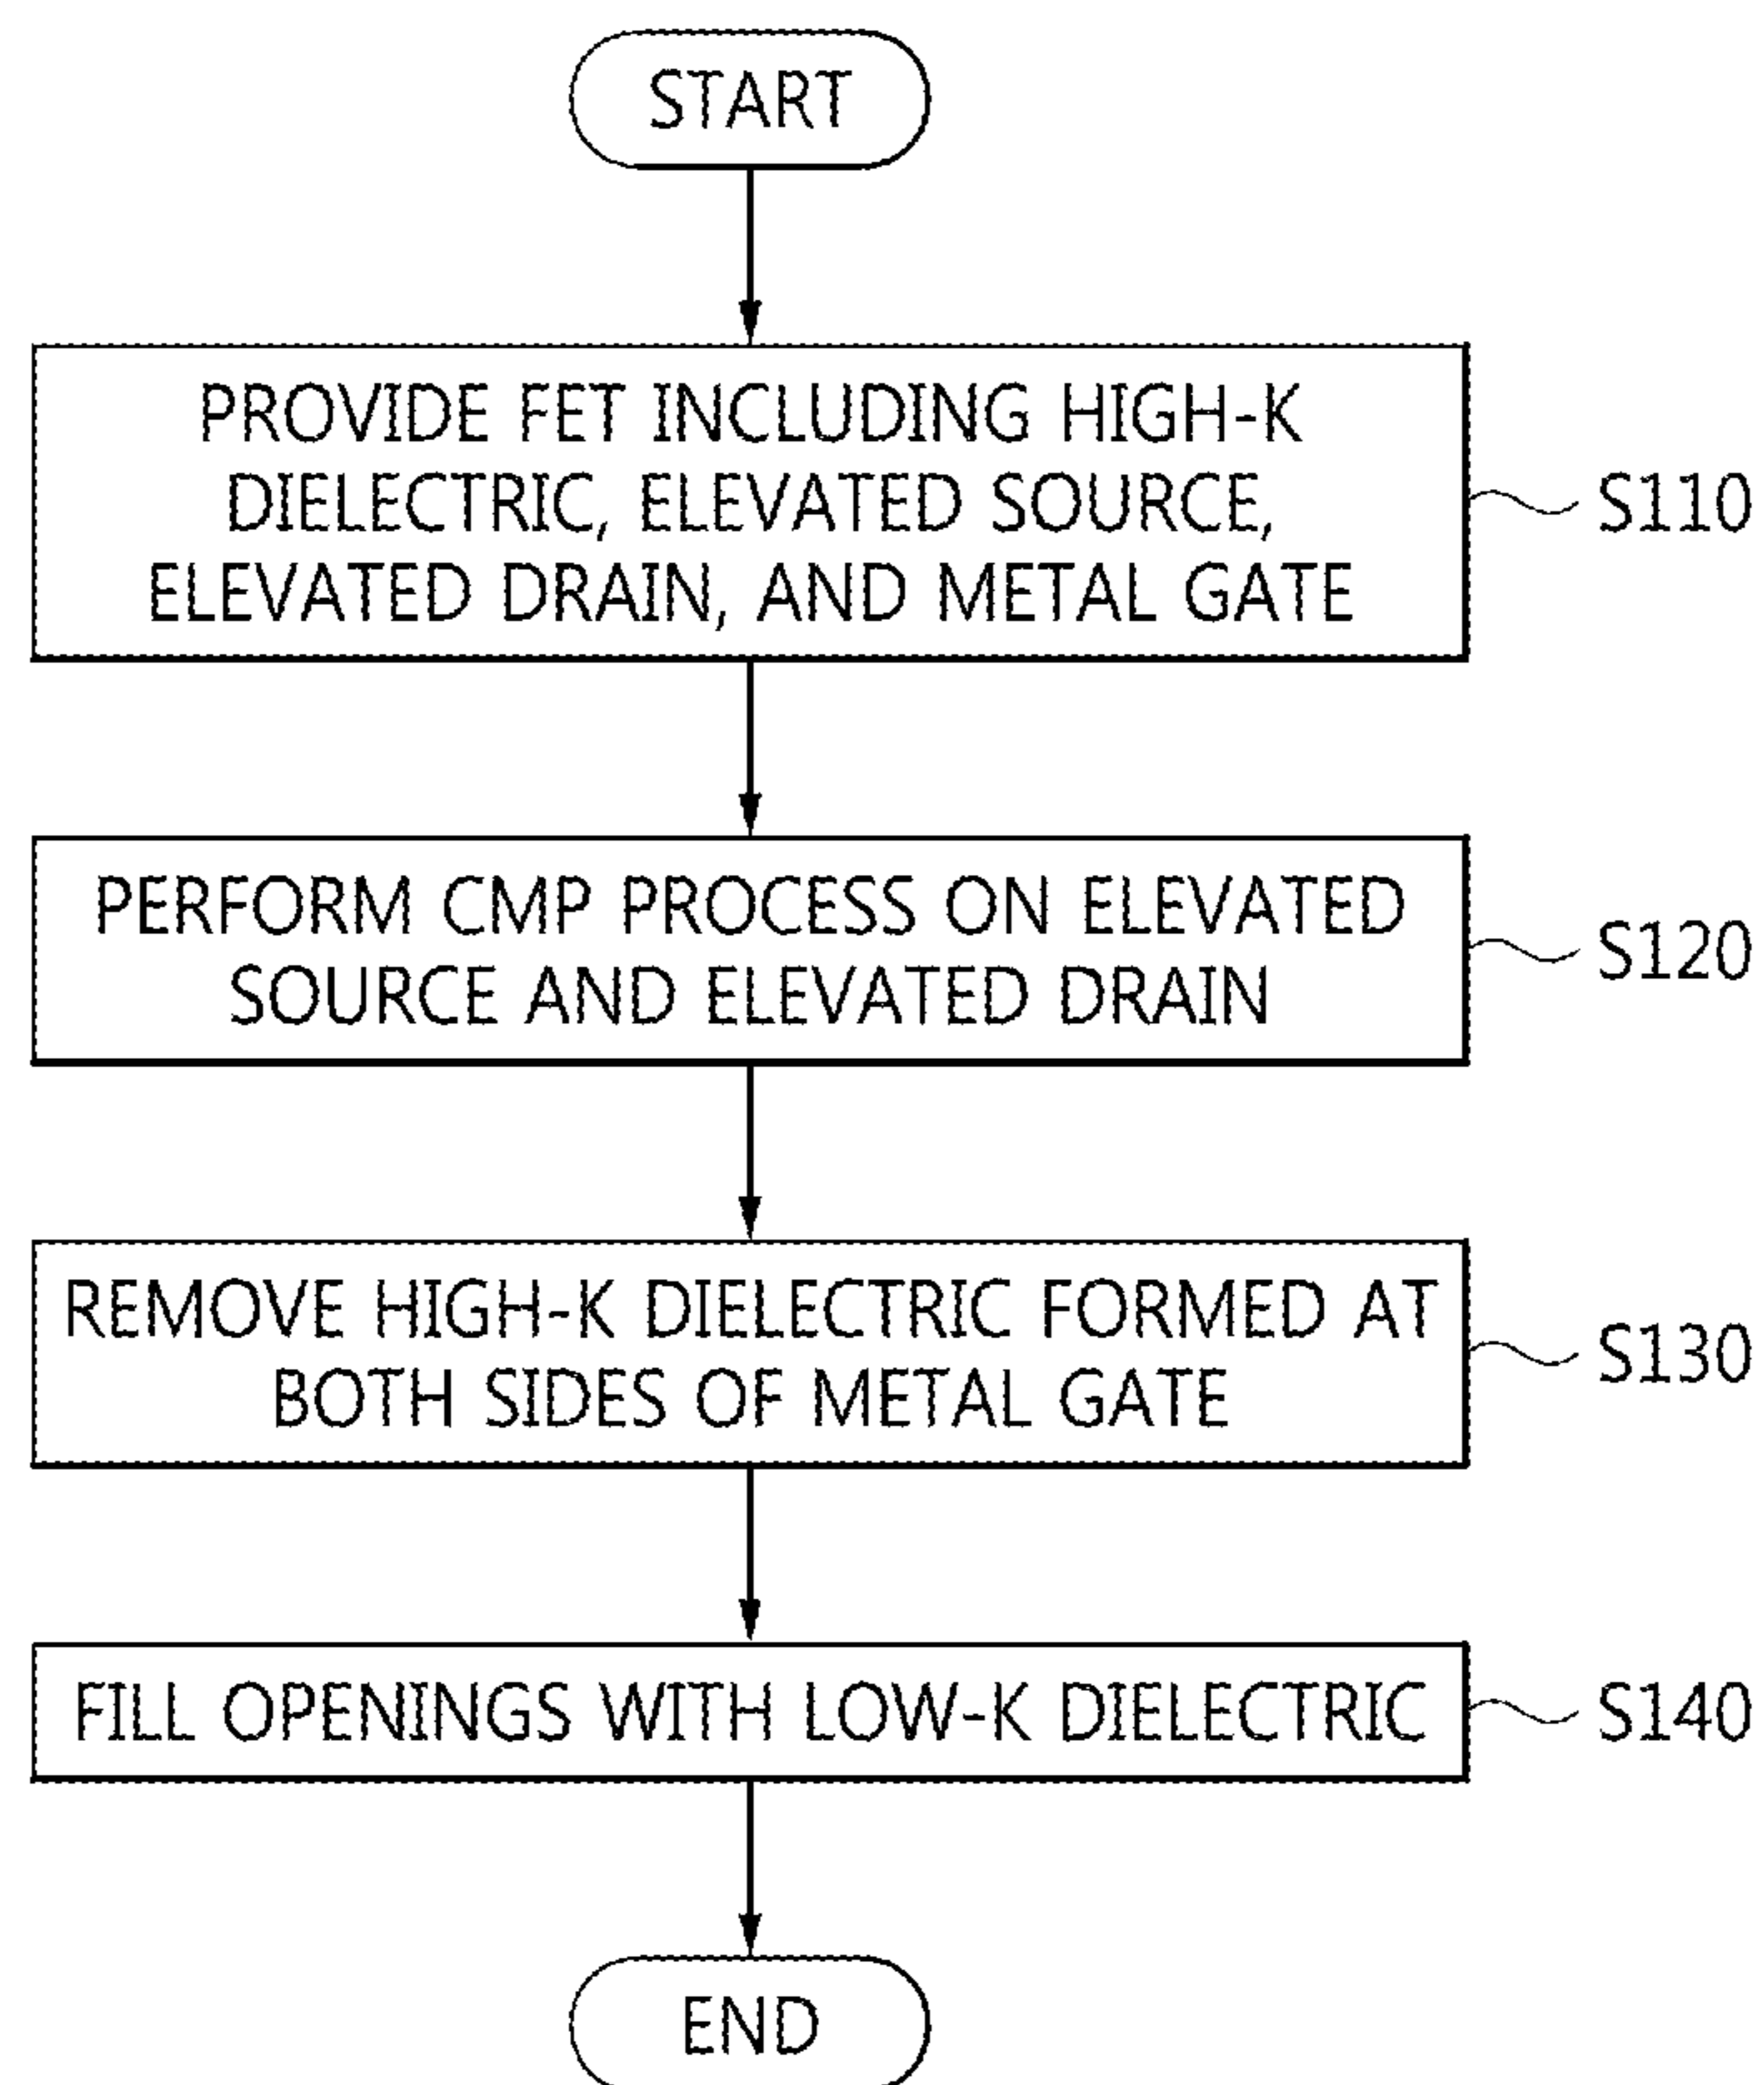 START
PROVIDE FET INCLUDING HIGH-K
DIELECTRIC, ELEVATED SOURCE,
ELEVATED DRAIN, AND METAL GATE
S110
PERFORM CMP PROCESS ON ELEVATED
SOURCE AND ELEVATED DRAIN
S120
REMOVE HIGH-K DIELECTRIC FORMED AT
BOTH SIDES OF METAL GATE
S130
FILL OPENINGS WITH LOW-K DIELECTRIC
S140
END